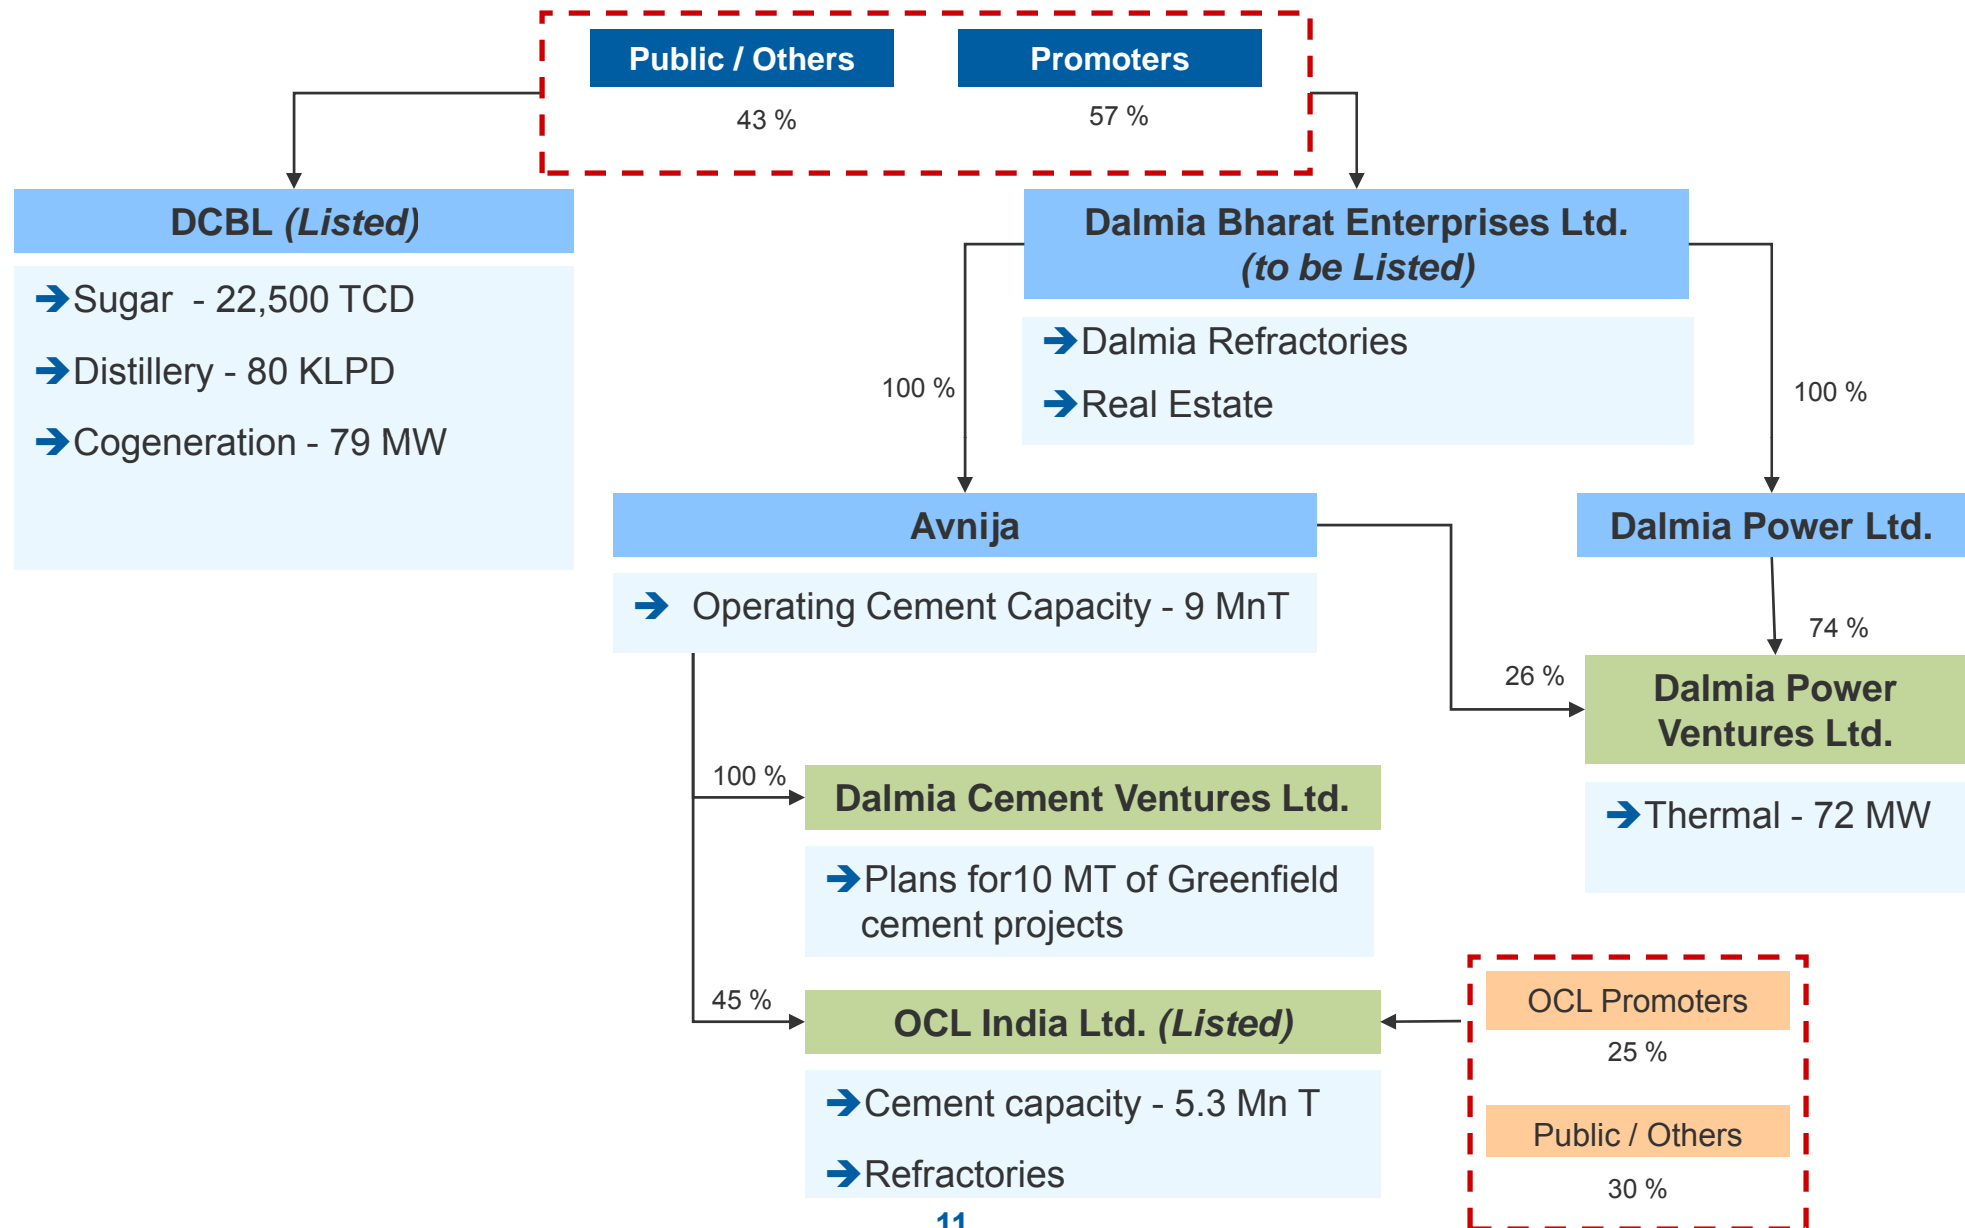 Public / Others
Promoters
43 %
57 %
DCBL (Listed)
Sugar - 22,500 TCD
Distillery - 80 KLPD
Cogeneration - 79 MW
Dalmia Bharat Enterprises Ltd.
(to be Listed)
Dalmia Refractories
Real Estate
100 %
100 %
Avnija
Operating Cement Capacity - 9 MnT
Dalmia Power Ltd.
74 %
26 %
Dalmia Power
Ventures Ltd.
Thermal - 72 MW
100 %
Dalmia Cement Ventures Ltd.
Plans for10 MT of Greenfield
cement projects
45 %
OCL India Ltd. (Listed)
Cement capacity - 5.3 Mn T
Refractories
OCL Promoters
25 %
Public / Others
30 %
11